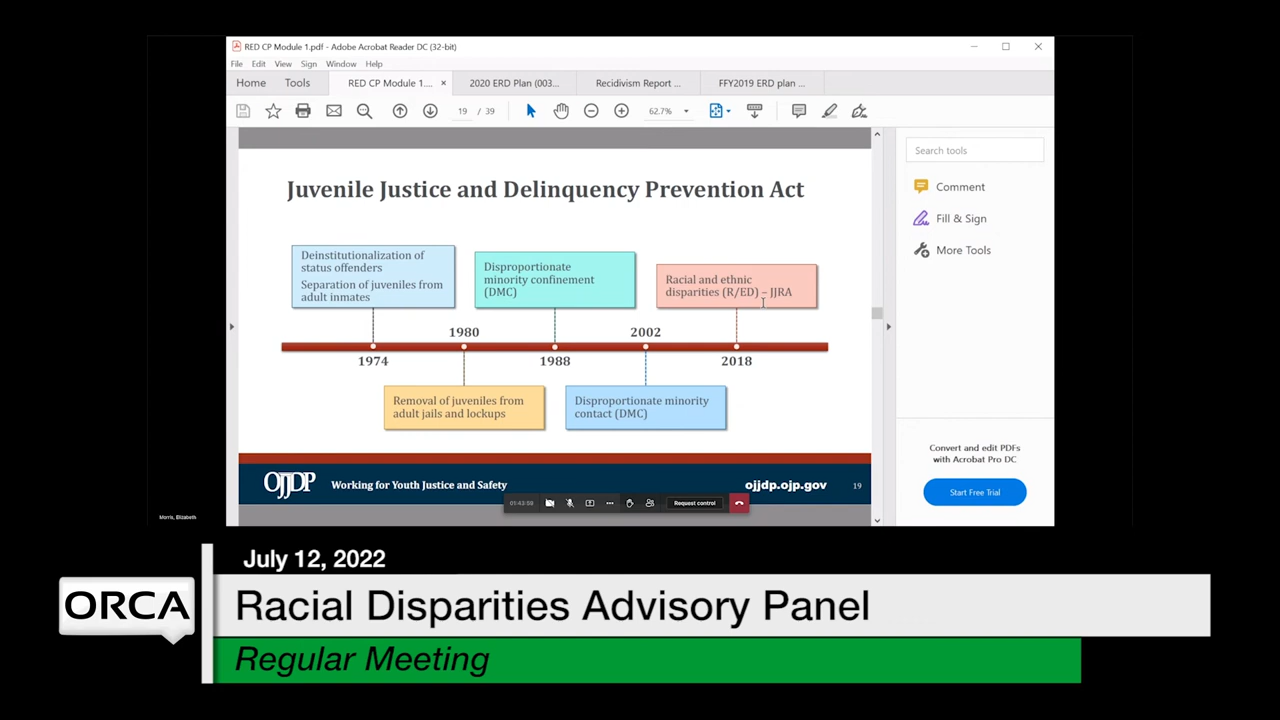 RED CP Module 1.pdf - Adobe Acrobat Reader DC (32-bit)
File Edit View Sign Window Help
Home Tools RED CP Module 1.... × 2020 ERD Plan (003... Recidivism Report ... FFY2019 ERD plan ...
19 / 39 62.7%
Search tools
Comment
Fill & Sign
More Tools
Convert and edit PDFs
with Acrobat Pro DC
Start Free Trial
Juvenile Justice and Delinquency Prevention Act
Deinstitutionalization of
status offenders
Separation of juveniles from
adult inmates
Disproportionate
minority confinement
(DMC)
Racial and ethnic
disparities (R/ED) – JJRA
1980 2002
1974 1988 2018
Removal of juveniles from
adult jails and lockups
Disproportionate minority
contact (DMC)
OJJDP Working for Youth Justice and Safety ojjdp.ojp.gov 19
01:43:59 Request control
Morris, Elizabeth
July 12, 2022
ORCA
Racial Disparities Advisory Panel
Regular Meeting